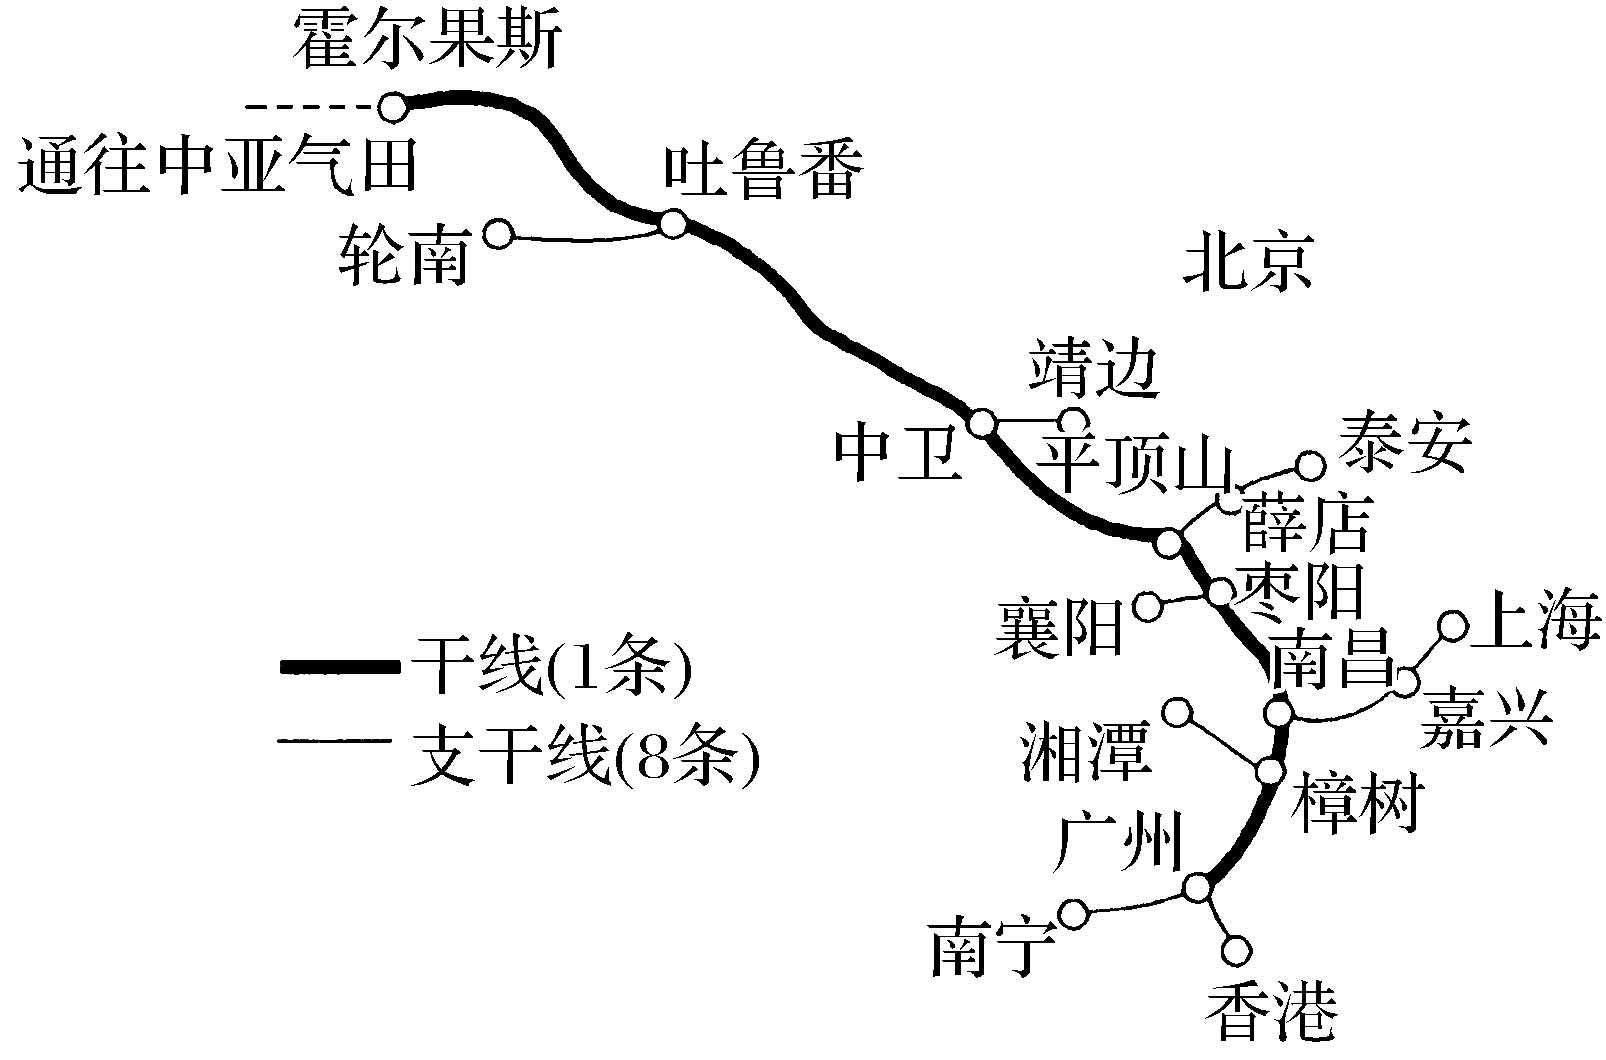 霍尔果斯
通往中亚气田
吐鲁番
轮南
北京
靖边
中卫
平顶山
泰安
薛店
枣阳
襄阳
上海
南昌
嘉兴
干线(1条)
支干线(8条)
湘潭
樟树
广州
南宁
香港